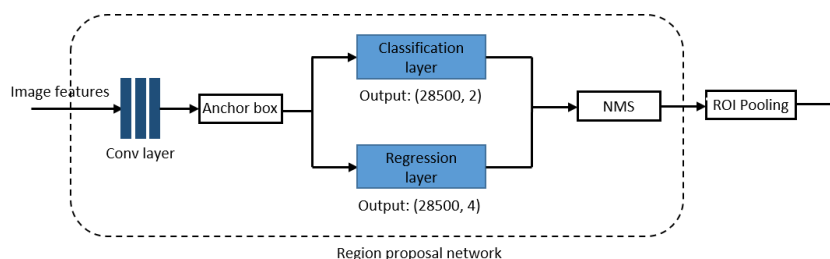 Image features
Conv layer
Anchor box
Classification
layer
Output: (28500, 2)
Regression
layer
Output: (28500, 4)
NMS
ROI Pooling
Region proposal network